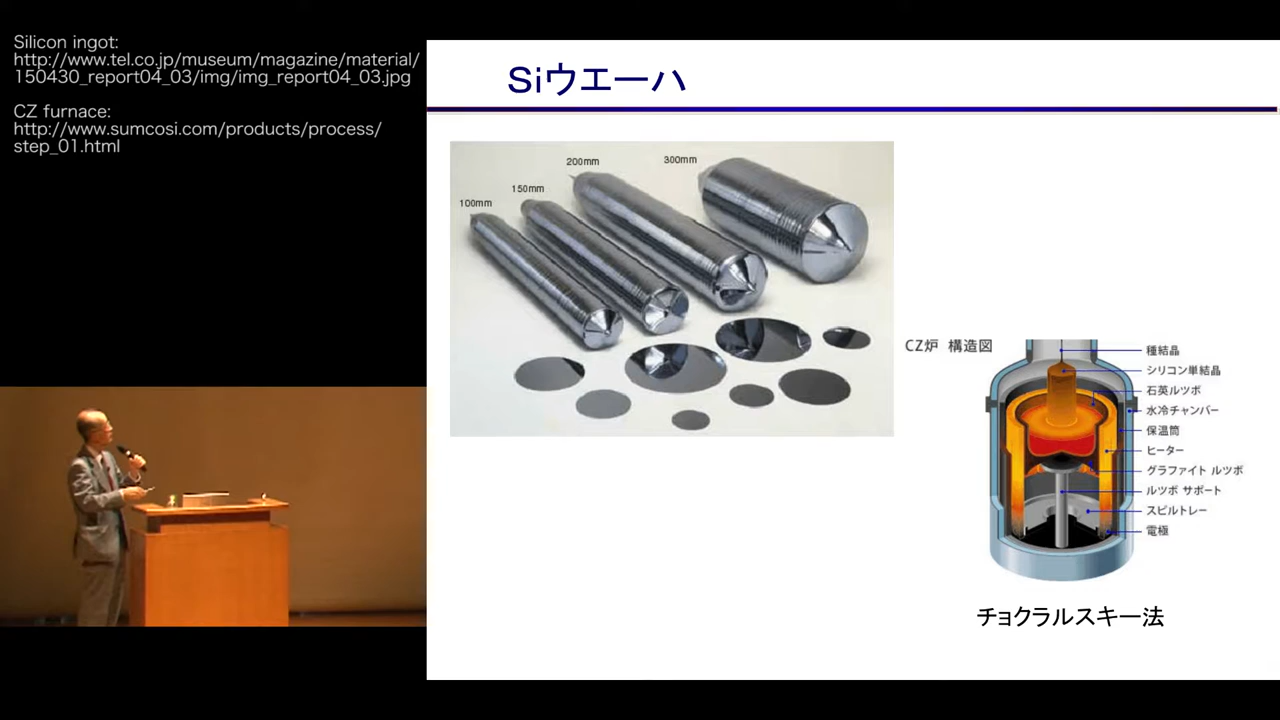 Silicon ingot:
http://www.tel.co.jp/museum/magazine/material/
150430_report04_03/img/img_report04_03.jpg
CZ furnace:
http://www.sumcosi.com/products/process/
step_01.html
Siウエーハ
100mm
150mm
200mm
300mm
CZ炉 構造図
種結晶
シリコン単結晶
石英ルツボ
水冷チャンバー
保温筒
ヒーター
グラファイト ルツボ
ルツボ サポート
スピルトレー
電極
チョクラルスキー法